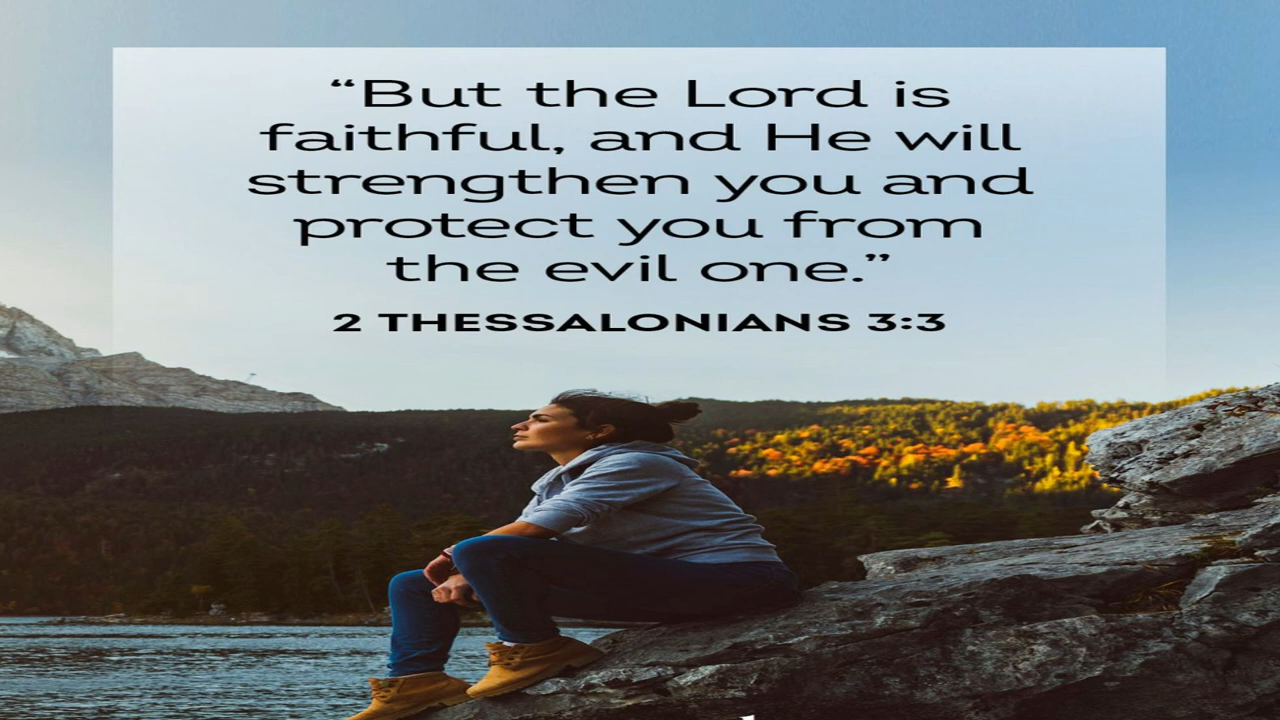 “But the Lord is
faithful, and He will
strengthen you and
protect you from
the evil one.”
2 THESSALONIANS 3:3